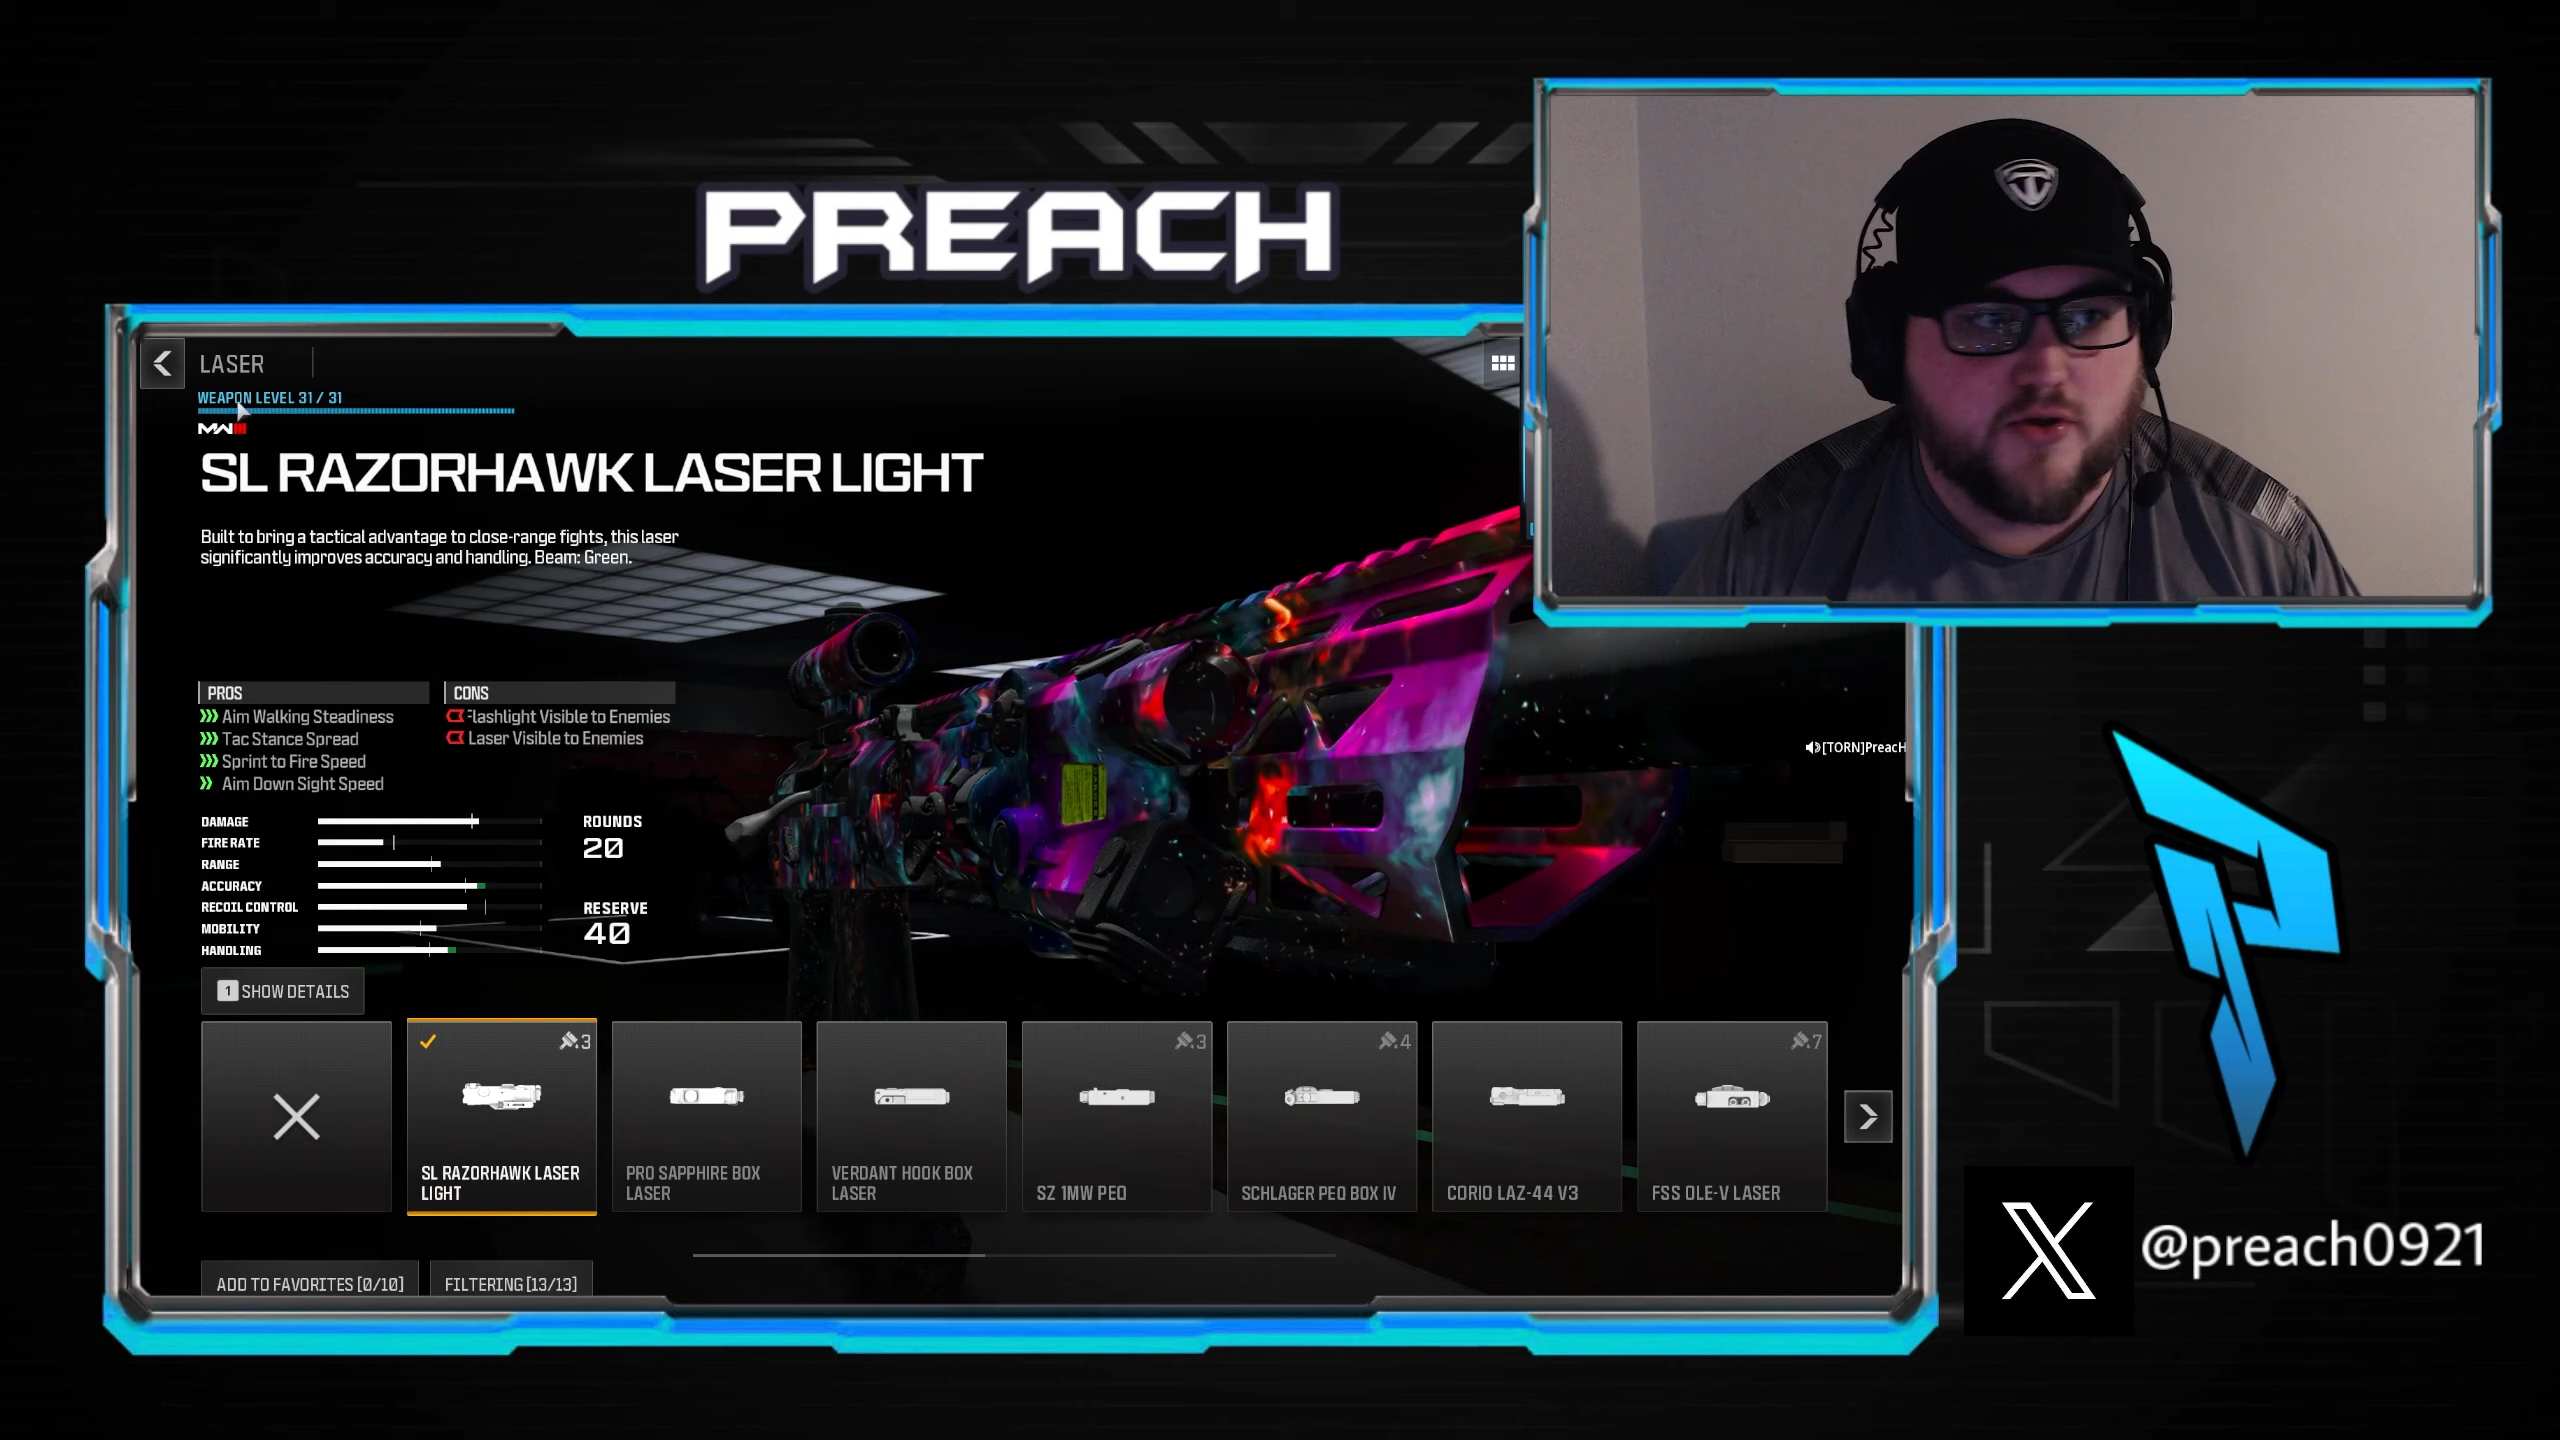 PREACH
LASER
WEAPON LEVEL 31 / 31
MWIII
SL RAZORHAWK LASER LIGHT
Built to bring a tactical advantage to close-range fights, this laser
significantly improves accuracy and handling. Beam: Green.
PROS
Aim Walking Steadiness
Tac Stance Spread
Sprint to Fire Speed
Aim Down Sight Speed
CONS
Flashlight Visible to Enemies
Laser Visible to Enemies
[TORN]Preach
DAMAGE
FIRE RATE
RANGE
ACCURACY
RECOIL CONTROL
MOBILITY
HANDLING
ROUNDS
20
RESERVE
40
1 SHOW DETAILS
3
SL RAZORHAWK LASER
LIGHT
PRO SAPPHIRE BOX
LASER
VERDANT HOOK BOX
LASER
3
SZ 1MW PEQ
4
SCHLAGER PEQ BOX IV
CORIO LAZ-44 V3
7
FSS OLE-V LASER
ADD TO FAVORITES [0/10]
FILTERING [13/13]
X @preach0921